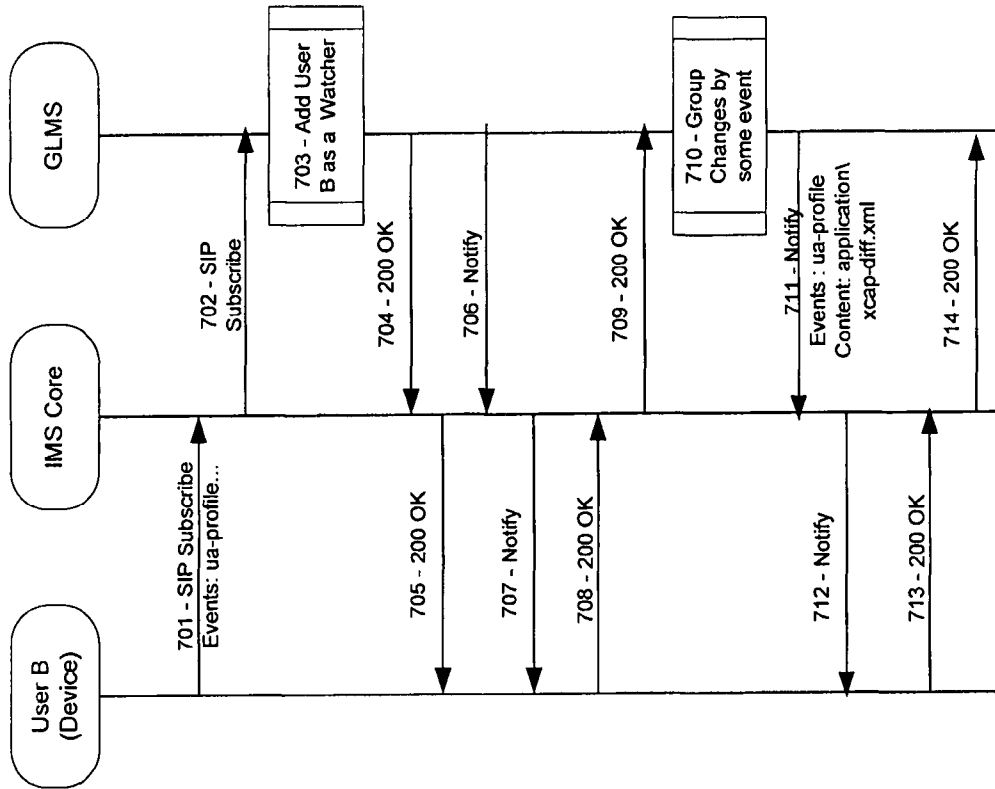 User B
(Device)
IMS Core
GLMS
701 - SIP Subscribe
Events: ua-profile...
702 - SIP
Subscribe
703 - Add User
B as a Watcher
704 - 200 OK
705 - 200 OK
706 - Notify
707 - Notify
708 - 200 OK
709 - 200 OK
710 - Group
Changes by
some event
711 - Notify
Events : ua-profile
Content: application\
xcap-diff.xml
712 - Notify
713 - 200 OK
714 - 200 OK